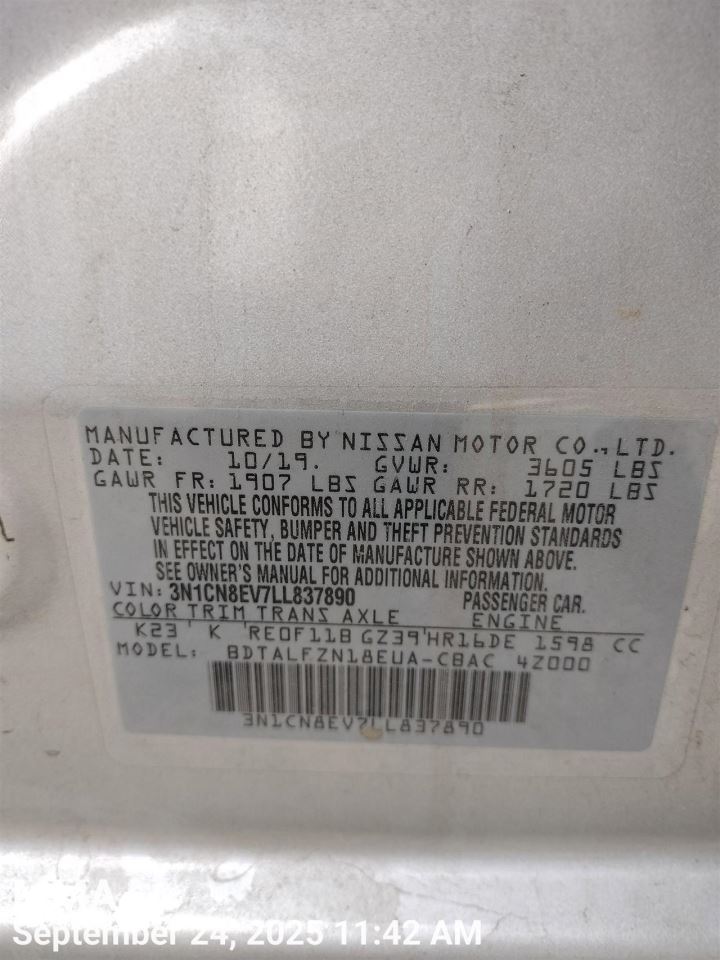 MANUFACTURED BY NISSAN MOTOR CO., LTD.
DATE: 10/19. GVWR: 3605 LBS
GAWR FR: 1907 LBS GAWR RR: 1720 LBS
THIS VEHICLE CONFORMS TO ALL APPLICABLE FEDERAL MOTOR
VEHICLE SAFETY, BUMPER AND THEFT PREVENTION STANDARDS
IN EFFECT ON THE DATE OF MANUFACTURE SHOWN ABOVE.
SEE OWNER'S MANUAL FOR ADDITIONAL INFORMATION.
VIN: 3N1CN8EV7LL837890 PASSENGER CAR.
COLOR TRIM TRANS AXLE ENGINE
K23 K RE0F11B GZ39 HR16DE 1598 CC
MODEL: BDTALFZN18EUA-CBAC 4Z000
3N1CN8EV7LL837890
September 24, 2025 11:42 AM